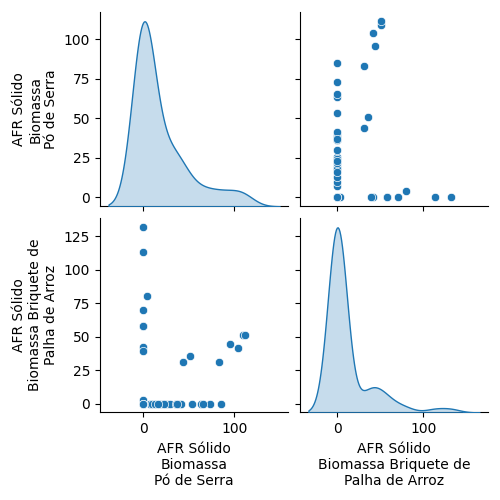 AFR Sólido
Biomassa
Pó de Serra
100
75
50
25
0
AFR Sólido
Biomassa Briquete de
Palha de Arroz
125
100
75
50
25
0
0
100
AFR Sólido
Biomassa
Pó de Serra
0
100
AFR Sólido
Biomassa Briquete de
Palha de Arroz